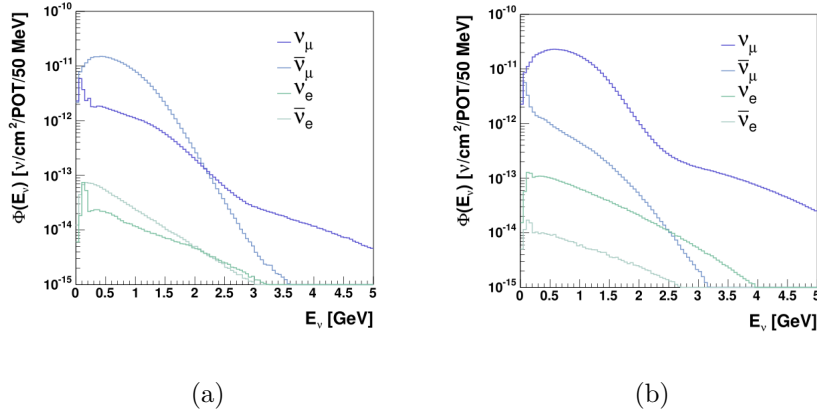 Φ(E_ν) [ν/cm²/POT/50 MeV]
10⁻¹⁰
10⁻¹¹
10⁻¹²
10⁻¹³
10⁻¹⁴
10⁻¹⁵
ν_μ
ν̅_μ
ν_e
ν̅_e
0 0.5 1 1.5 2 2.5 3 3.5 4 4.5 5
E_ν [GeV]
(a)
Φ(E_ν) [ν/cm²/POT/50 MeV]
10⁻¹⁰
10⁻¹¹
10⁻¹²
10⁻¹³
10⁻¹⁴
10⁻¹⁵
ν_μ
ν̅_μ
ν_e
ν̅_e
0 0.5 1 1.5 2 2.5 3 3.5 4 4.5 5
E_ν [GeV]
(b)